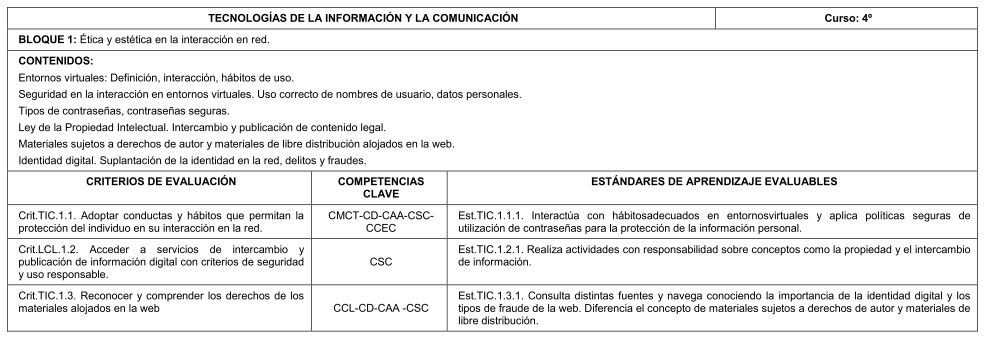 TECNOLOGÍAS DE LA INFORMACIÓN Y LA COMUNICACIÓN
Curso: 4º
BLOQUE 1: Ética y estética en la interacción en red.
CONTENIDOS:
Entornos virtuales: Definición, interacción, hábitos de uso.
Seguridad en la interacción en entornos virtuales. Uso correcto de nombres de usuario, datos personales.
Tipos de contraseñas, contraseñas seguras.
Ley de la Propiedad Intelectual. Intercambio y publicación de contenido legal.
Materiales sujetos a derechos de autor y materiales de libre distribución alojados en la web.
Identidad digital. Suplantación de la identidad en la red, delitos y fraudes.
CRITERIOS DE EVALUACIÓN
COMPETENCIAS
CLAVE
ESTÁNDARES DE APRENDIZAJE EVALUABLES
Crit.TIC.1.1. Adoptar conductas y hábitos que permitan la
protección del individuo en su interacción en la red.
CMCT-CD-CAA-CSC-
CCEC
Est.TIC.1.1.1. Interactúa con hábitosadecuados en entornosvirtuales y aplica políticas seguras de
utilización de contraseñas para la protección de la información personal.
Crit.LCL.1.2. Acceder a servicios de intercambio y
publicación de información digital con criterios de seguridad
y uso responsable.
CSC
Est.TIC.1.2.1. Realiza actividades con responsabilidad sobre conceptos como la propiedad y el intercambio
de información.
Crit.TIC.1.3. Reconocer y comprender los derechos de los
materiales alojados en la web
CCL-CD-CAA -CSC
Est.TIC.1.3.1. Consulta distintas fuentes y navega conociendo la importancia de la identidad digital y los
tipos de fraude de la web. Diferencia el concepto de materiales sujetos a derechos de autor y materiales de
libre distribución.